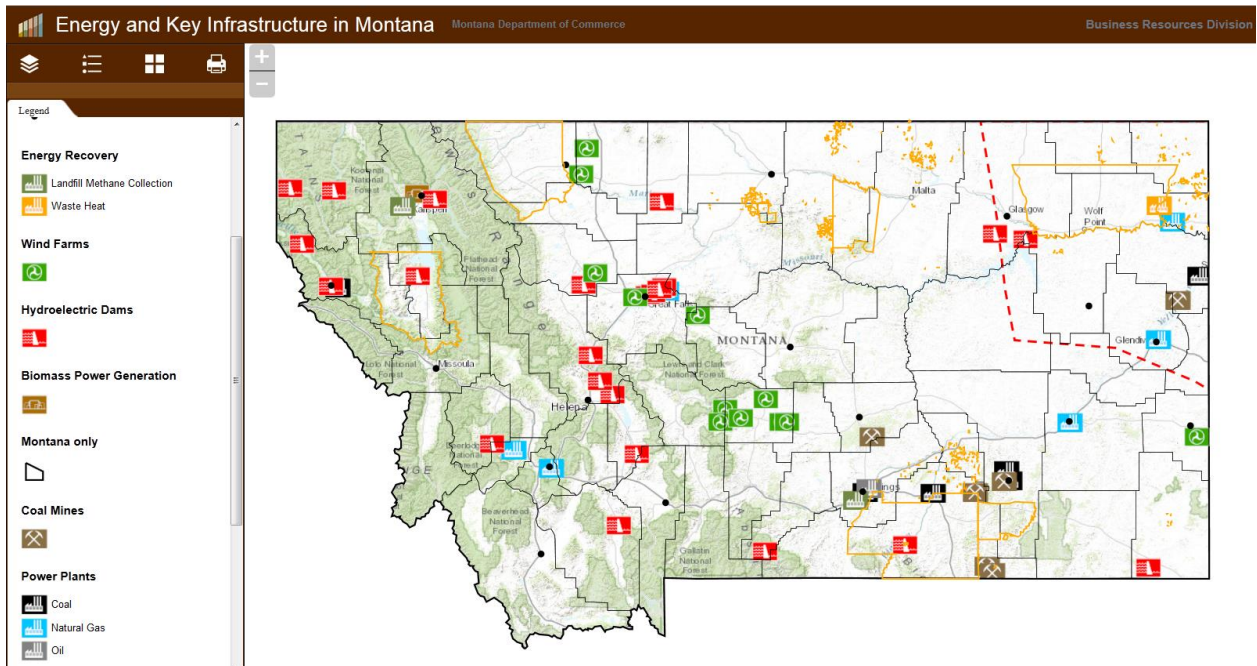 Energy and Key Infrastructure in Montana
Montana Department of Commerce
Business Resources Division
+
−
Legend
Energy Recovery
Landfill Methane Collection
Waste Heat
Wind Farms
Hydroelectric Dams
Biomass Power Generation
Montana only
Coal Mines
Power Plants
Coal
Natural Gas
Oil
Kootenai
National
Forest
Malta
Glasgow
Wolf
Point
Missouri
Flathead
National
Forest
Great Fall
MONTANA
Glendiv
Lolo National
Forest
Missoula
Lewis and Clark
National Forest
Helena
Deerlodge
National
Forest
Beaverhead
National
Forest
Gallatin
National
Forest